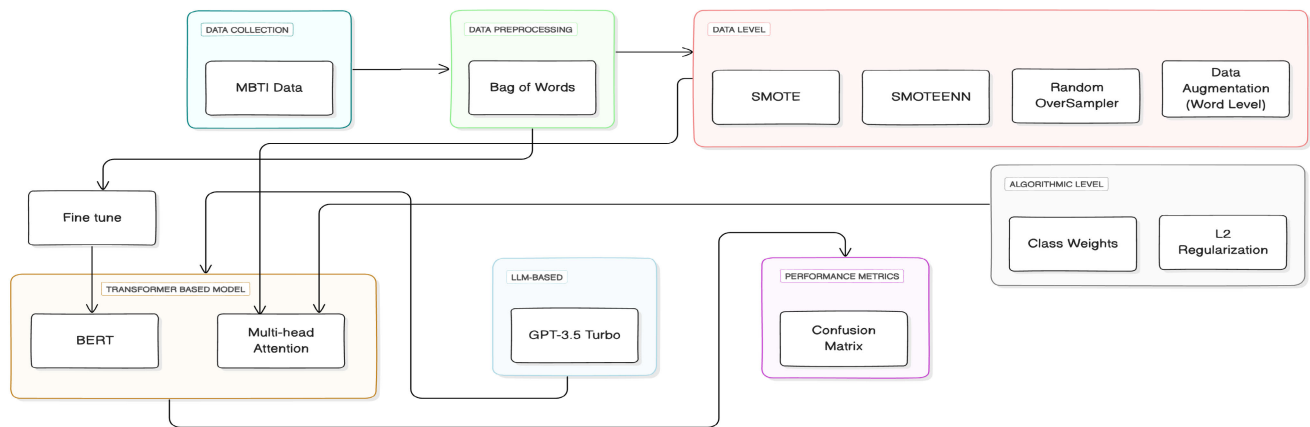 DATA COLLECTION
MBTI Data
DATA PREPROCESSING
Bag of Words
DATA LEVEL
SMOTE
SMOTEENN
Random
OverSampler
Data
Augmentation
(Word Level)
Fine tune
ALGORITHMIC LEVEL
Class Weights
L2
Regularization
TRANSFORMER BASED MODEL
BERT
Multi-head
Attention
LLM-BASED
GPT-3.5 Turbo
PERFORMANCE METRICS
Confusion
Matrix